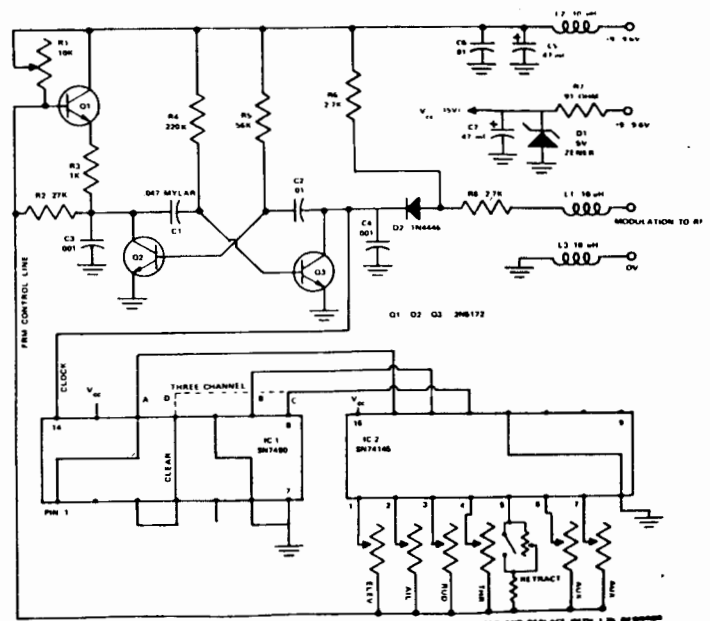 R1
10K
Q1
R3
1K
R2 27K
C3
.001
R4
220K
R5
56K
R6
2.7K
.047 MYLAR
C1
C2
.01
Q2
Q3
C4
.001
D2 1N4446
C6
.01
47 mf
L2 10 uH
+9 9.6V
R7
91 OHM
Vcc (5V)
C7
47 mf
D1
5V
ZENER
+9 9.6V
R8 2.7K
L1 18 uH
MODULATION TO RF
L3 18 uH
0V
Q1 Q2 Q3 2N6172
FRM CONTROL LINE
CLOCK
Vcc
A
D
THREE CHANNEL
B
C
14
8
IC 1
SN7490
CLEAR
PIN 1
7
Vcc
16
9
IC 2
SN74145
1
2
3
4
5
6
7
ELEV
AIL
RUD
THR
RETRACT
AUX
AUX